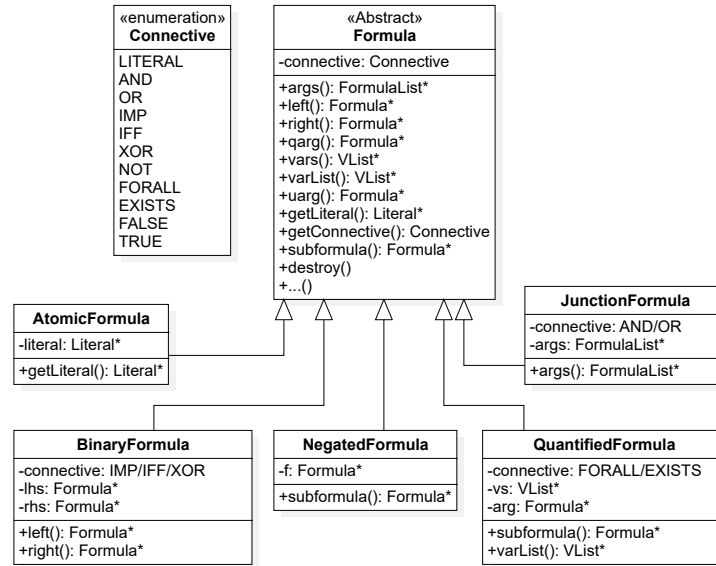 «enumeration»
Connective
LITERAL
AND
OR
IMP
IFF
XOR
NOT
FORALL
EXISTS
FALSE
TRUE
«Abstract»
Formula
-connective: Connective
+args(): FormulaList*
+left(): Formula*
+right(): Formula*
+qarg(): Formula*
+vars(): VList*
+varList(): VList*
+uarg(): Formula*
+getLiteral(): Literal*
+getConnective(): Connective
+subformula(): Formula*
+destroy()
+...()
AtomicFormula
-literal: Literal*
+getLiteral(): Literal*
JunctionFormula
-connective: AND/OR
-args: FormulaList*
+args(): FormulaList*
BinaryFormula
-connective: IMP/IFF/XOR
-lhs: Formula*
-rhs: Formula*
+left(): Formula*
+right(): Formula*
NegatedFormula
-f: Formula*
+subformula(): Formula*
QuantifiedFormula
-connective: FORALL/EXISTS
-vs: VList*
-arg: Formula*
+subformula(): Formula*
+varList(): VList*